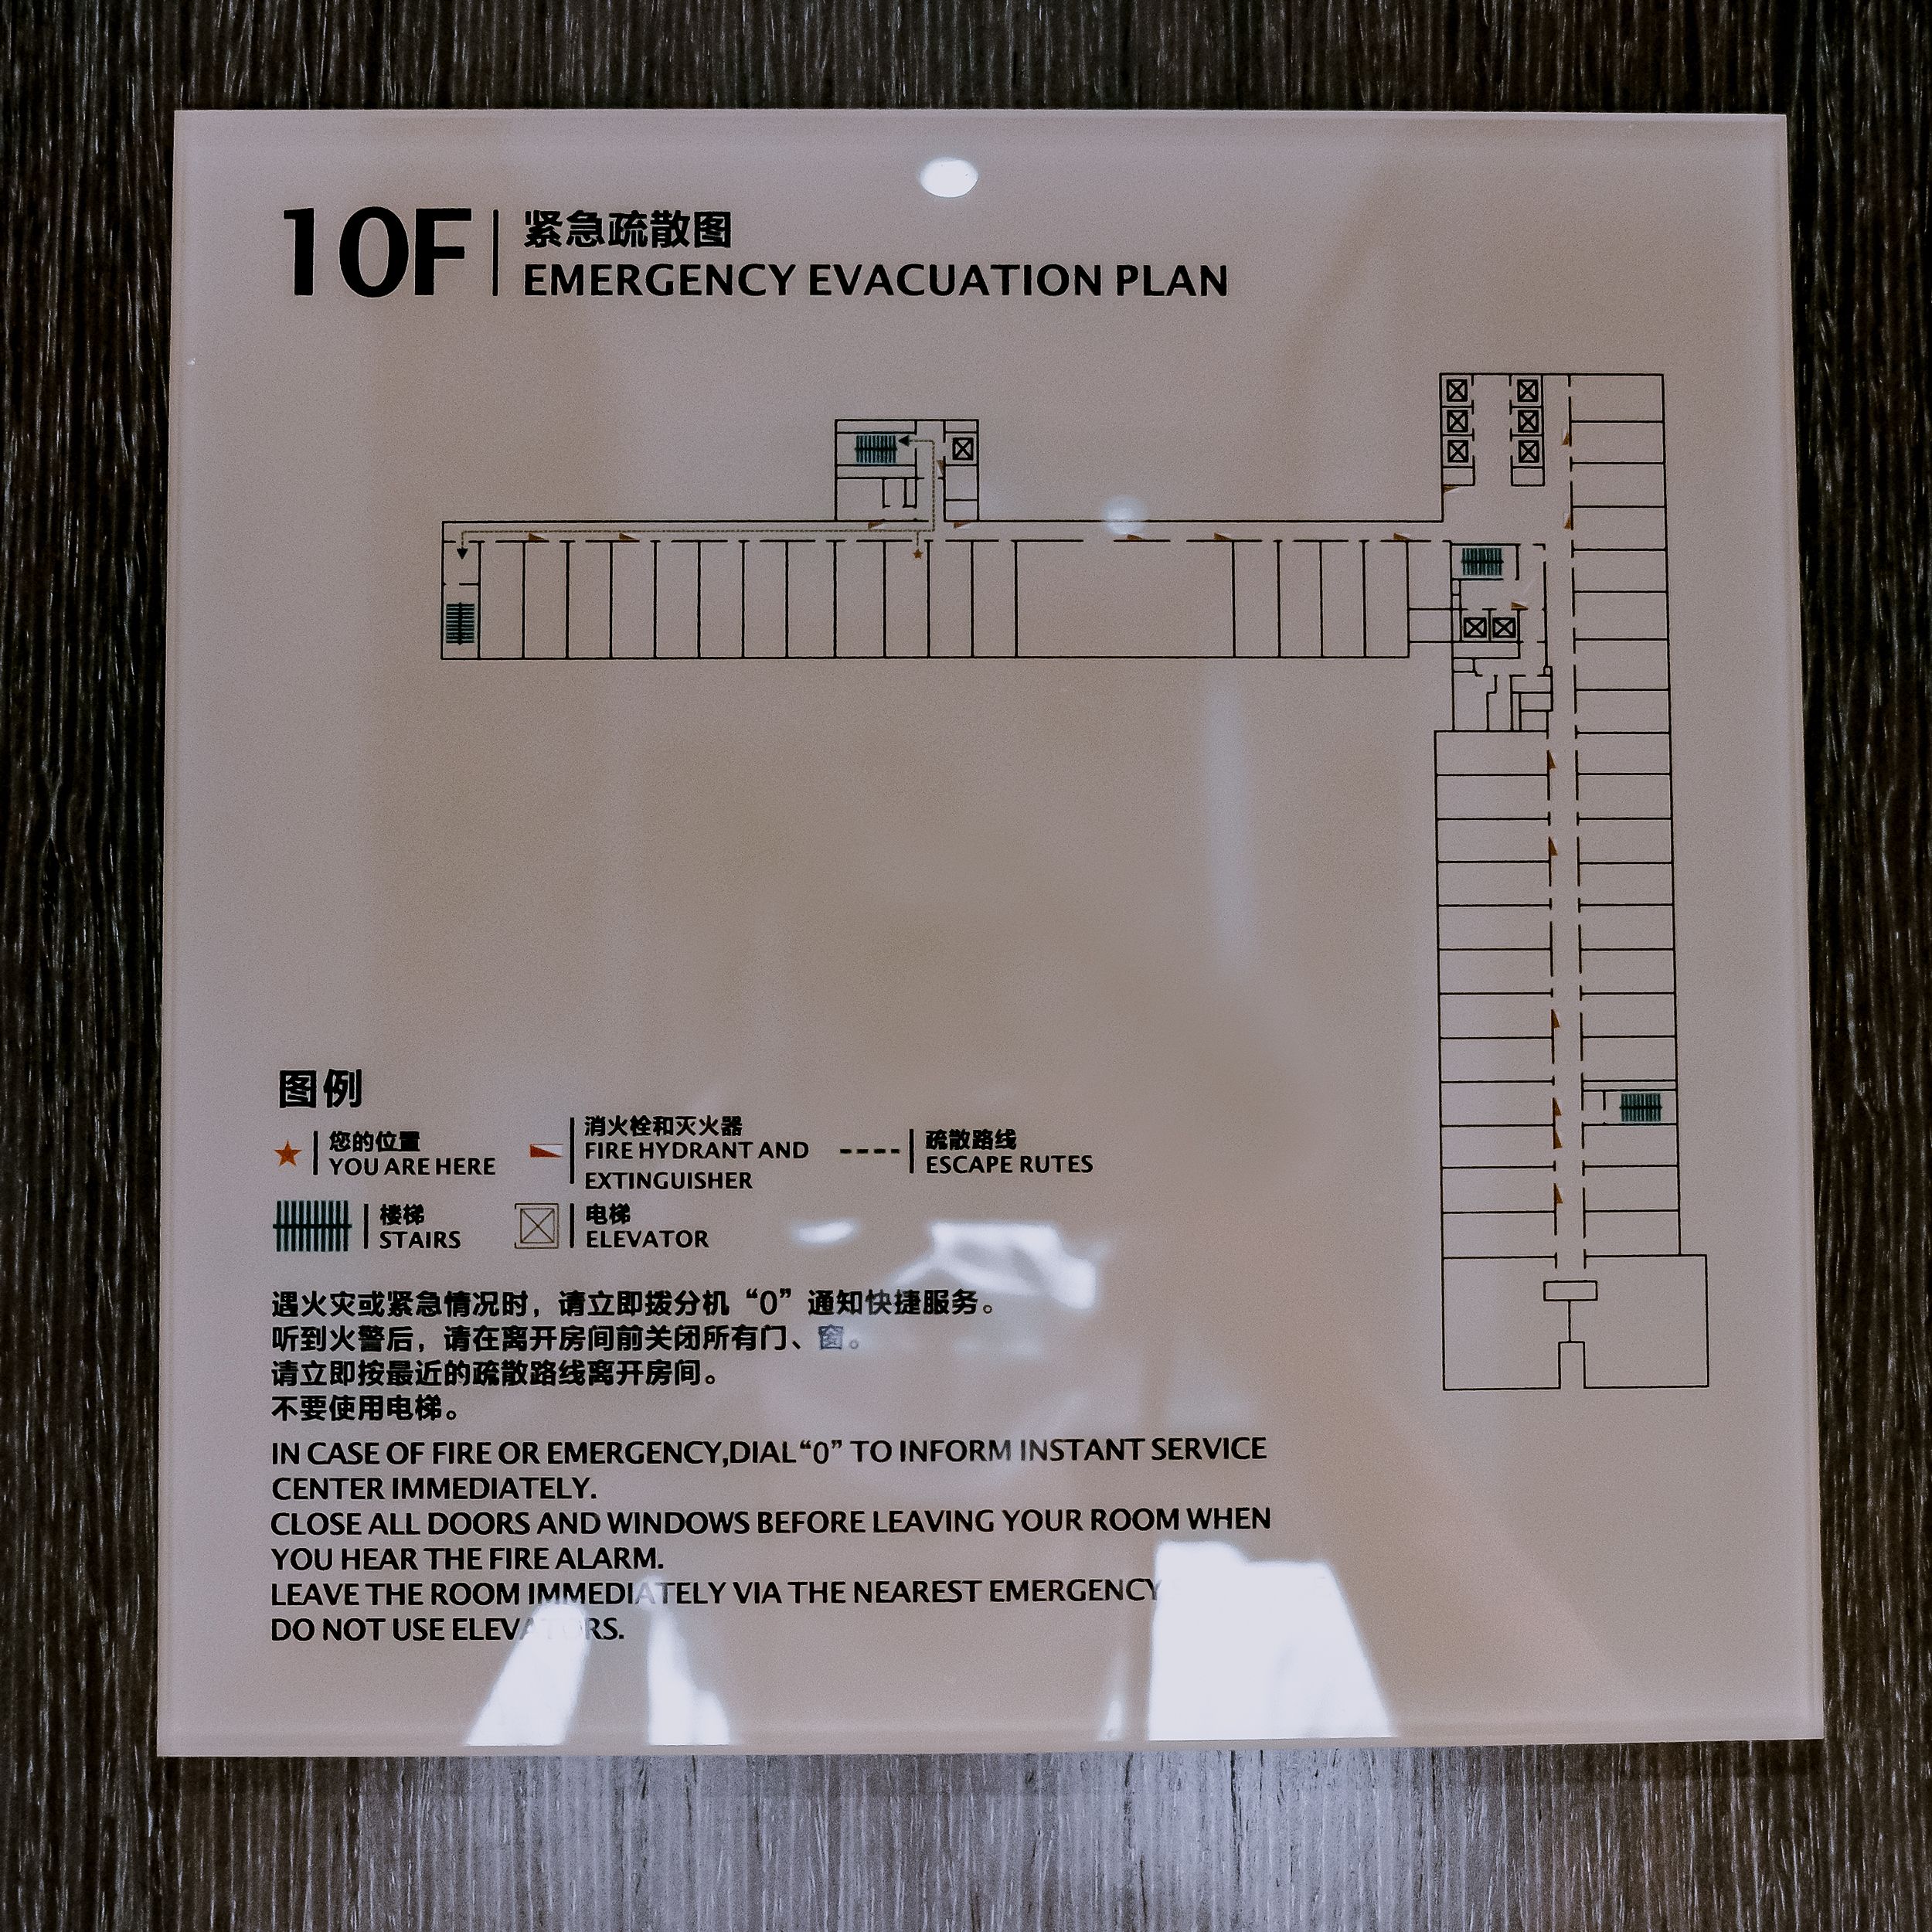 10F
紧急疏散图
EMERGENCY EVACUATION PLAN
图例
您的位置
YOU ARE HERE
消火栓和灭火器
FIRE HYDRANT AND
EXTINGUISHER
疏散路线
ESCAPE RUTES
楼梯
STAIRS
电梯
ELEVATOR
遇火灾或紧急情况时，请立即拨分机“0”通知快捷服务。
听到火警后，请在离开房间前关闭所有门、窗。
请立即按最近的疏散路线离开房间。
不要使用电梯。
IN CASE OF FIRE OR EMERGENCY,DIAL“0” TO INFORM INSTANT SERVICE
CENTER IMMEDIATELY.
CLOSE ALL DOORS AND WINDOWS BEFORE LEAVING YOUR ROOM WHEN
YOU HEAR THE FIRE ALARM.
LEAVE THE ROOM IMMEDIATELY VIA THE NEAREST EMERGENCY
DO NOT USE ELEVATORS.